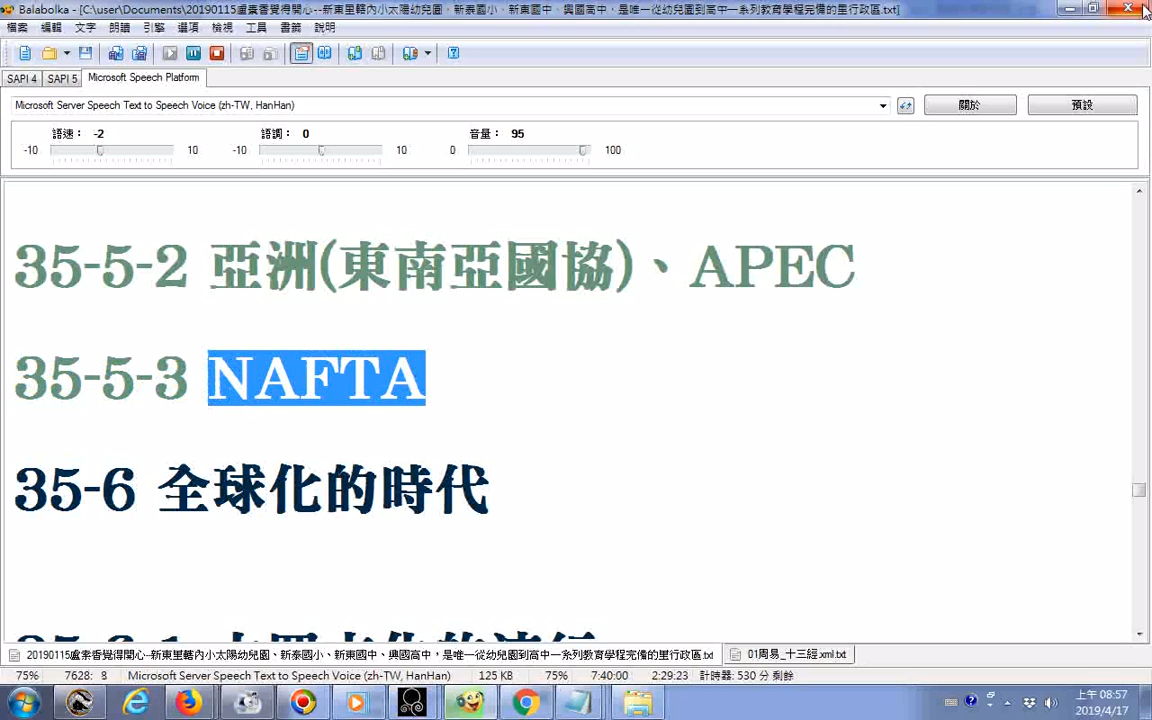 Balabolka - [C:\user\Documents\20190115盧素香覺得開心--新東里轄內小太陽幼兒園、新泰國小、新東國中、興國高中，是唯一從幼兒園到高中一系列教育學程完備的里行政區.txt]
檔案 編輯 文字 朗讀 引擎 選項 檢視 工具 書籤 說明
SAPI 4 SAPI 5 Microsoft Speech Platform
Microsoft Server Speech Text to Speech Voice (zh-TW, HanHan) 關於 預設
語速： -2 語調： 0 音量： 95
-10 10 -10 10 0 100
35-5-2 亞洲(東南亞國協)、APEC
35-5-3 NAFTA
35-6 全球化的時代
20190115盧素香覺得開心--新東里轄內小太陽幼兒園、新泰國小、新東國中、興國高中，是唯一從幼兒園到高中一系列教育學程完備的里行政區.txt 01周易_十三經.xml.txt
75% 7628: 8 Microsoft Server Speech Text to Speech Voice (zh-TW, HanHan) 125 KB 75% 7:40:00 2:29:23 計時器: 530 分 剩餘
上午 08:57
2019/4/17